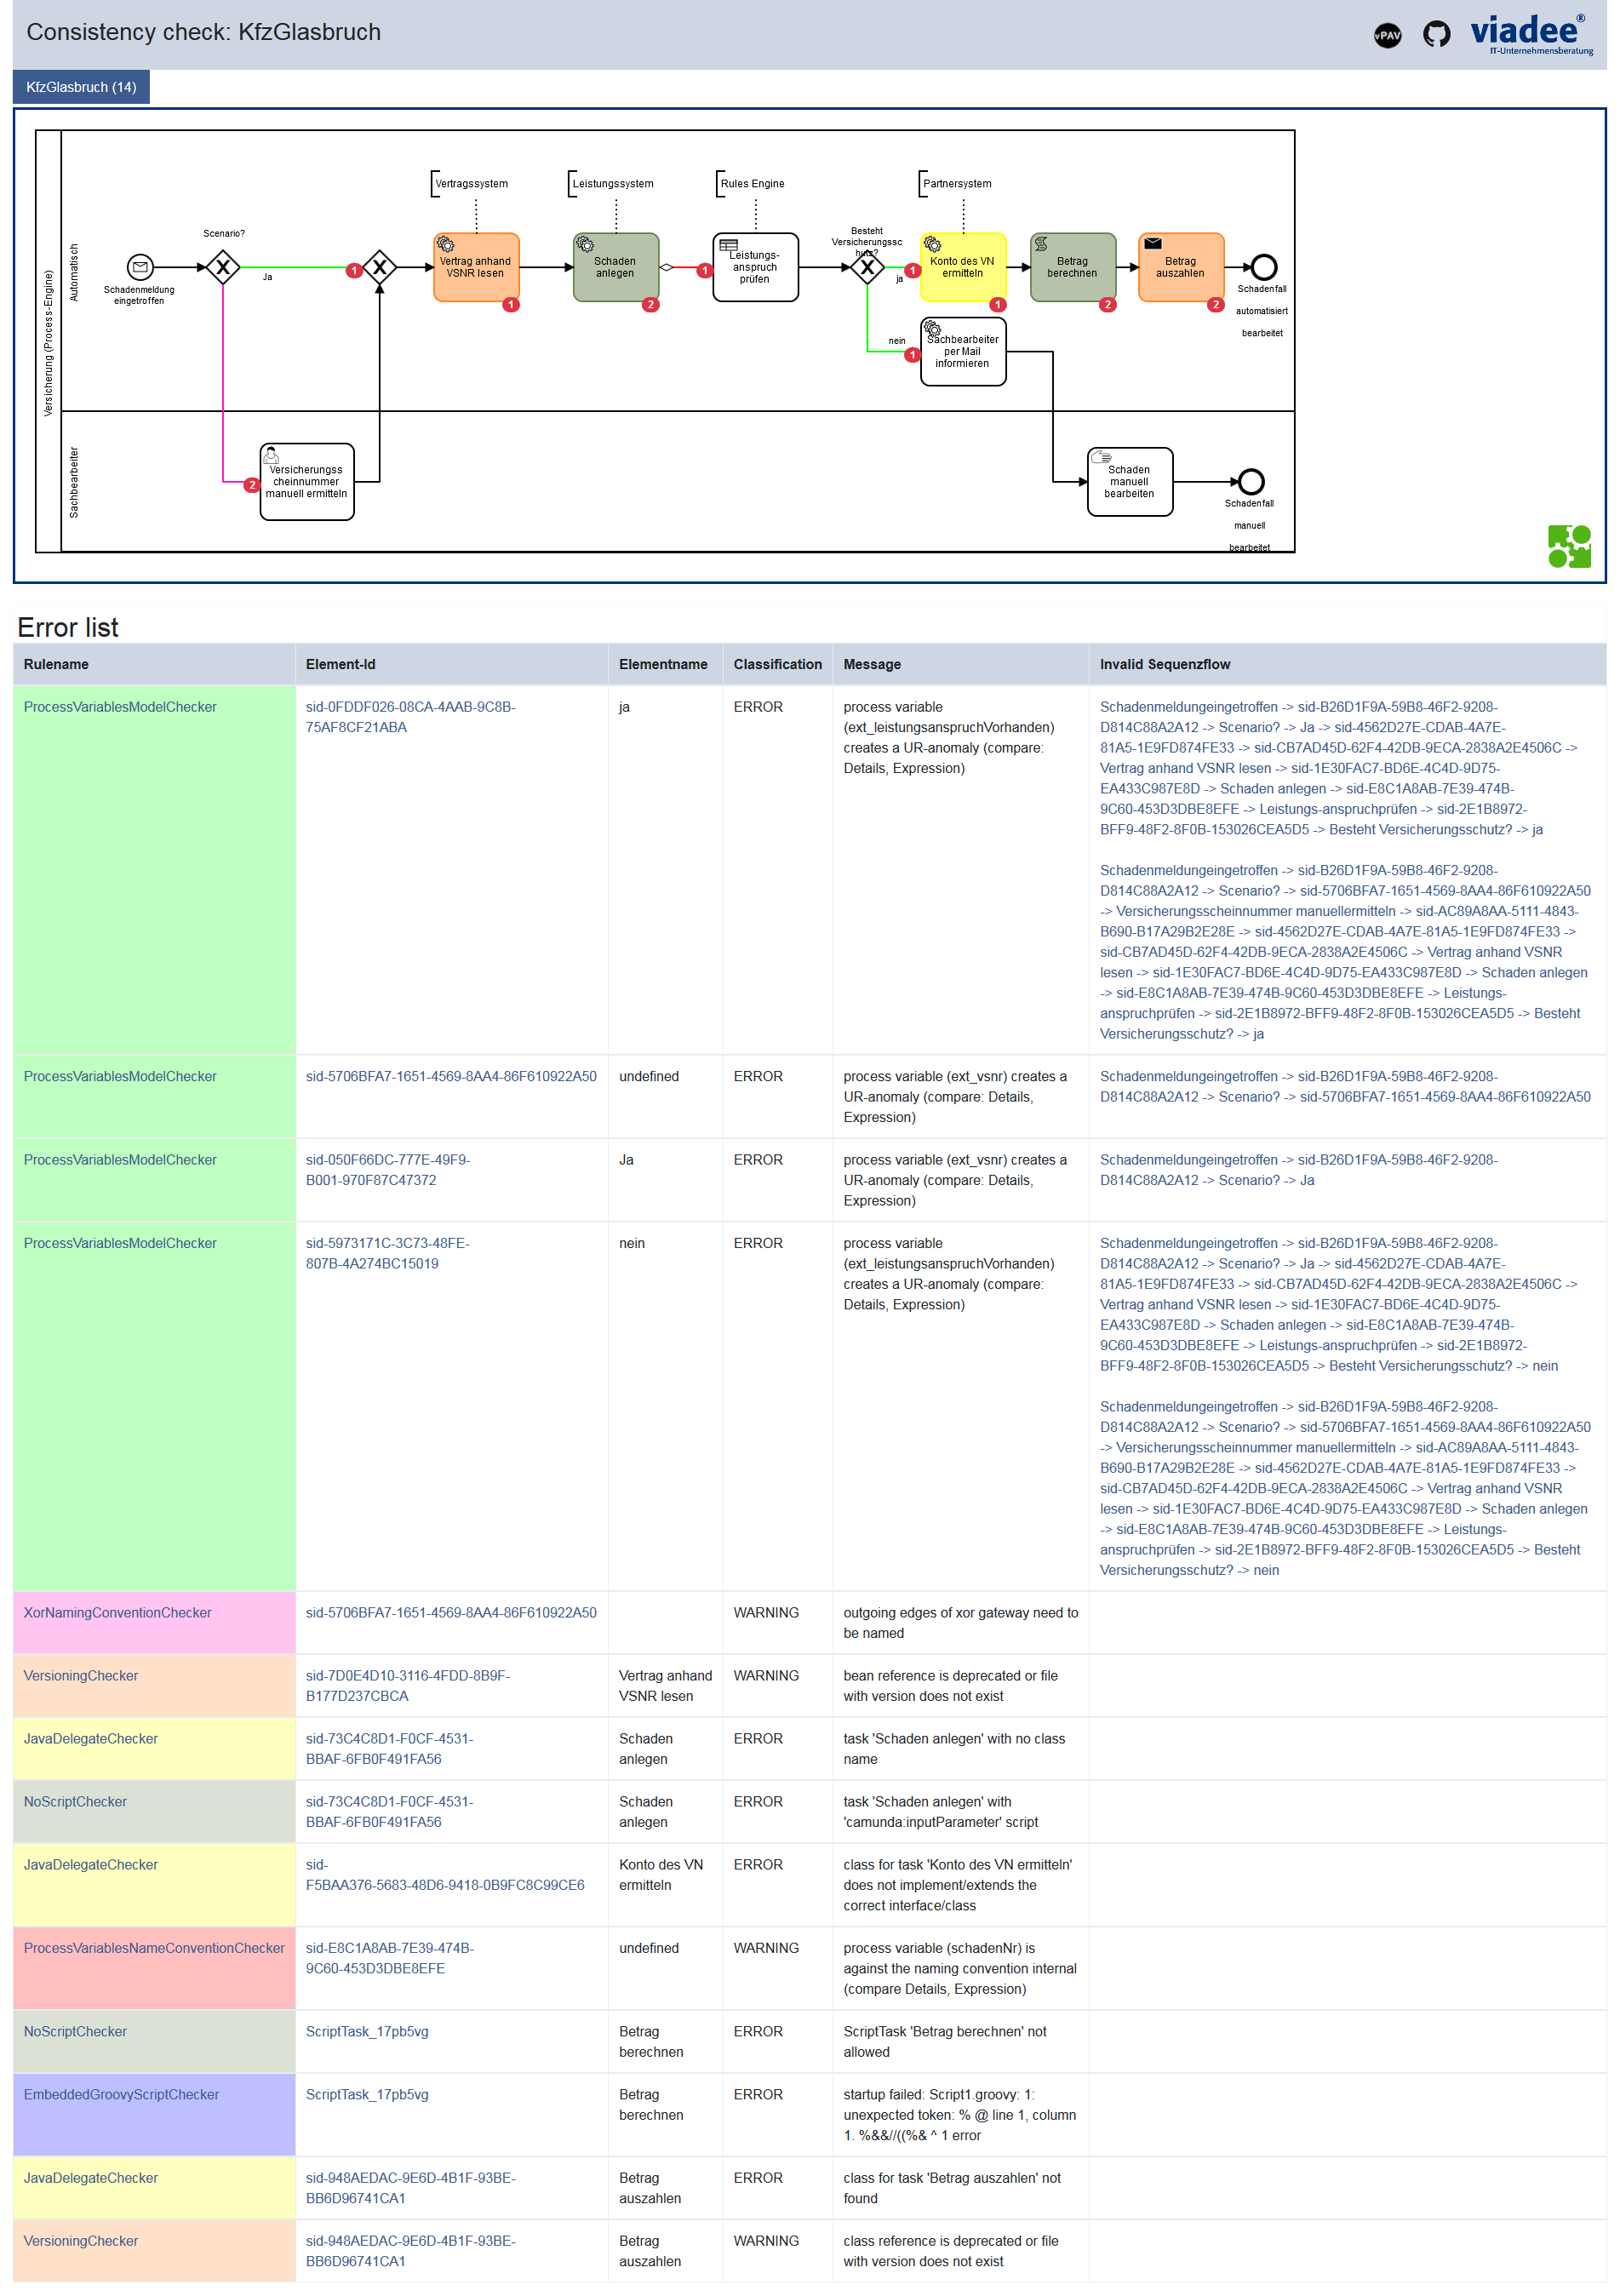 Consistency check: KfzGlasbruch
vPAV
viadee®
IT-Unternehmensberatung
KfzGlasbruch (14)
Versicherung (Process-Engine)
Automatisch
Sachbearbeiter
Vertragssystem
Leistungssystem
Rules Engine
Partnersystem
Scenario?
Ja
1
Schadenmeldung
eingetroffen
Vertrag anhand
VSNR lesen
1
Schaden
anlegen
2
1
Leistungs-
anspruch
prüfen
Besteht
Versicherungssc
hutz?
ja
1
Konto des VN
ermitteln
1
Betrag
berechnen
2
Betrag
auszahlen
2
Schadenfall
automatisiert
bearbeitet
nein
1
Sachbearbeiter
per Mail
informieren
2
Versicherungss
cheinnummer
manuell ermitteln
Schaden
manuell
bearbeiten
Schadenfall
manuell
bearbeitet
Error list
Rulename Element-Id Elementname Classification Message Invalid Sequenzflow
ProcessVariablesModelChecker
sid-0FDDF026-08CA-4AAB-9C8B-
75AF8CF21ABA
ja
ERROR
process variable
(ext_leistungsanspruchVorhanden)
creates a UR-anomaly (compare:
Details, Expression)
Schadenmeldungeingetroffen -> sid-B26D1F9A-59B8-46F2-9208-
D814C88A2A12 -> Scenario? -> Ja -> sid-4562D27E-CDAB-4A7E-
81A5-1E9FD874FE33 -> sid-CB7AD45D-62F4-42DB-9ECA-2838A2E4506C ->
Vertrag anhand VSNR lesen -> sid-1E30FAC7-BD6E-4C4D-9D75-
EA433C987E8D -> Schaden anlegen -> sid-E8C1A8AB-7E39-474B-
9C60-453D3DBE8EFE -> Leistungs-anspruchprüfen -> sid-2E1B8972-
BFF9-48F2-8F0B-153026CEA5D5 -> Besteht Versicherungsschutz? -> ja
Schadenmeldungeingetroffen -> sid-B26D1F9A-59B8-46F2-9208-
D814C88A2A12 -> Scenario? -> sid-5706BFA7-1651-4569-8AA4-86F610922A50
-> Versicherungsscheinnummer manuellermitteln -> sid-AC89A8AA-5111-4843-
B690-B17A29B2E28E -> sid-4562D27E-CDAB-4A7E-81A5-1E9FD874FE33 ->
sid-CB7AD45D-62F4-42DB-9ECA-2838A2E4506C -> Vertrag anhand VSNR
lesen -> sid-1E30FAC7-BD6E-4C4D-9D75-EA433C987E8D -> Schaden anlegen
-> sid-E8C1A8AB-7E39-474B-9C60-453D3DBE8EFE -> Leistungs-
anspruchprüfen -> sid-2E1B8972-BFF9-48F2-8F0B-153026CEA5D5 -> Besteht
Versicherungsschutz? -> ja
ProcessVariablesModelChecker
sid-5706BFA7-1651-4569-8AA4-86F610922A50
undefined
ERROR
process variable (ext_vsnr) creates a
UR-anomaly (compare: Details,
Expression)
Schadenmeldungeingetroffen -> sid-B26D1F9A-59B8-46F2-9208-
D814C88A2A12 -> Scenario? -> sid-5706BFA7-1651-4569-8AA4-86F610922A50
ProcessVariablesModelChecker
sid-050F66DC-777E-49F9-
B001-970F87C47372
Ja
ERROR
process variable (ext_vsnr) creates a
UR-anomaly (compare: Details,
Expression)
Schadenmeldungeingetroffen -> sid-B26D1F9A-59B8-46F2-9208-
D814C88A2A12 -> Scenario? -> Ja
ProcessVariablesModelChecker
sid-5973171C-3C73-48FE-
807B-4A274BC15019
nein
ERROR
process variable
(ext_leistungsanspruchVorhanden)
creates a UR-anomaly (compare:
Details, Expression)
Schadenmeldungeingetroffen -> sid-B26D1F9A-59B8-46F2-9208-
D814C88A2A12 -> Scenario? -> Ja -> sid-4562D27E-CDAB-4A7E-
81A5-1E9FD874FE33 -> sid-CB7AD45D-62F4-42DB-9ECA-2838A2E4506C ->
Vertrag anhand VSNR lesen -> sid-1E30FAC7-BD6E-4C4D-9D75-
EA433C987E8D -> Schaden anlegen -> sid-E8C1A8AB-7E39-474B-
9C60-453D3DBE8EFE -> Leistungs-anspruchprüfen -> sid-2E1B8972-
BFF9-48F2-8F0B-153026CEA5D5 -> Besteht Versicherungsschutz? -> nein
Schadenmeldungeingetroffen -> sid-B26D1F9A-59B8-46F2-9208-
D814C88A2A12 -> Scenario? -> sid-5706BFA7-1651-4569-8AA4-86F610922A50
-> Versicherungsscheinnummer manuellermitteln -> sid-AC89A8AA-5111-4843-
B690-B17A29B2E28E -> sid-4562D27E-CDAB-4A7E-81A5-1E9FD874FE33 ->
sid-CB7AD45D-62F4-42DB-9ECA-2838A2E4506C -> Vertrag anhand VSNR
lesen -> sid-1E30FAC7-BD6E-4C4D-9D75-EA433C987E8D -> Schaden anlegen
-> sid-E8C1A8AB-7E39-474B-9C60-453D3DBE8EFE -> Leistungs-
anspruchprüfen -> sid-2E1B8972-BFF9-48F2-8F0B-153026CEA5D5 -> Besteht
Versicherungsschutz? -> nein
XorNamingConventionChecker
sid-5706BFA7-1651-4569-8AA4-86F610922A50
WARNING
outgoing edges of xor gateway need to
be named
VersioningChecker
sid-7D0E4D10-3116-4FDD-8B9F-
B177D237CBCA
Vertrag anhand
VSNR lesen
WARNING
bean reference is deprecated or file
with version does not exist
JavaDelegateChecker
sid-73C4C8D1-F0CF-4531-
BBAF-6FB0F491FA56
Schaden
anlegen
ERROR
task 'Schaden anlegen' with no class
name
NoScriptChecker
sid-73C4C8D1-F0CF-4531-
BBAF-6FB0F491FA56
Schaden
anlegen
ERROR
task 'Schaden anlegen' with
'camunda:inputParameter' script
JavaDelegateChecker
sid-
F5BAA376-5683-48D6-9418-0B9FC8C99CE6
Konto des VN
ermitteln
ERROR
class for task 'Konto des VN ermitteln'
does not implement/extends the
correct interface/class
ProcessVariablesNameConventionChecker
sid-E8C1A8AB-7E39-474B-
9C60-453D3DBE8EFE
undefined
WARNING
process variable (schadenNr) is
against the naming convention internal
(compare Details, Expression)
NoScriptChecker
ScriptTask_17pb5vg
Betrag
berechnen
ERROR
ScriptTask 'Betrag berechnen' not
allowed
EmbeddedGroovyScriptChecker
ScriptTask_17pb5vg
Betrag
berechnen
ERROR
startup failed: Script1.groovy: 1:
unexpected token: % @ line 1, column
1. %&&//((%& ^ 1 error
JavaDelegateChecker
sid-948AEDAC-9E6D-4B1F-93BE-
BB6D96741CA1
Betrag
auszahlen
ERROR
class for task 'Betrag auszahlen' not
found
VersioningChecker
sid-948AEDAC-9E6D-4B1F-93BE-
BB6D96741CA1
Betrag
auszahlen
WARNING
class reference is deprecated or file
with version does not exist